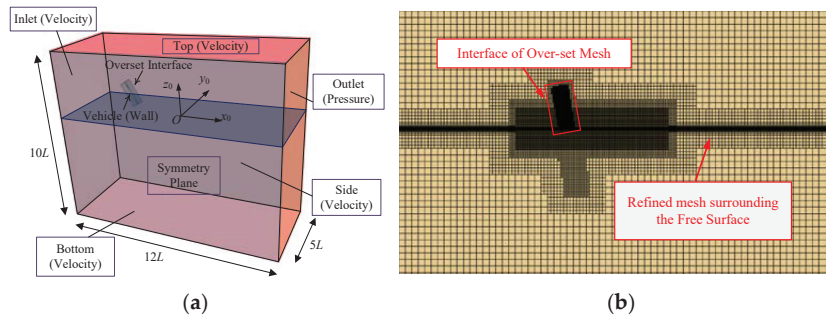 Inlet (Velocity)
Top (Velocity)
Overset Interface
z₀
y₀
Outlet
(Pressure)
Vehicle (Wall)
O
x₀
10L
Symmetry
Plane
Side
(Velocity)
Bottom
(Velocity)
12L
5L
(a)
Interface of Over-set Mesh
Refined mesh surrounding
the Free Surface
(b)